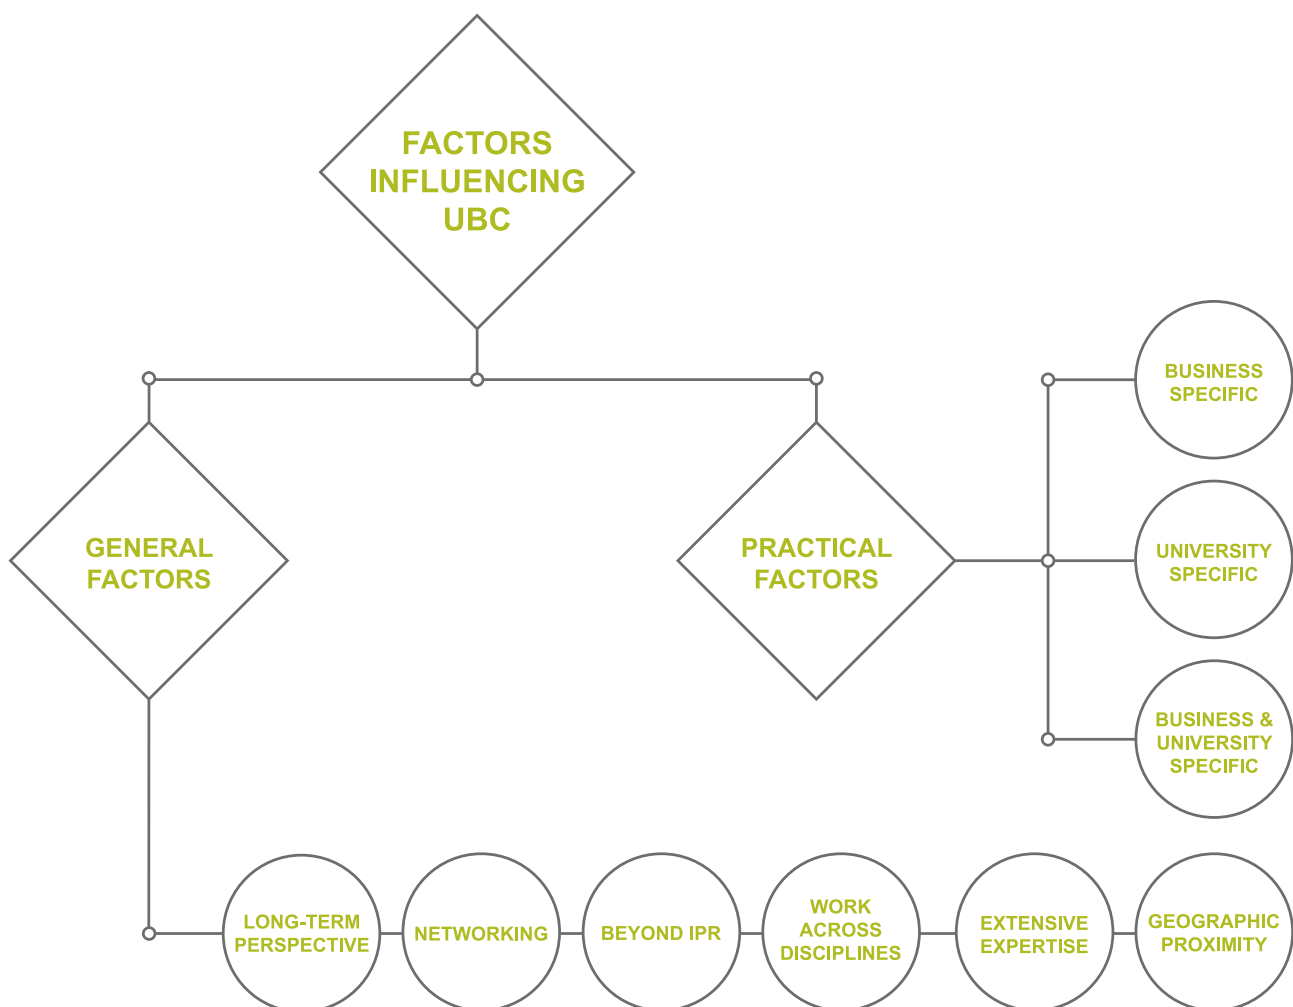 FACTORS
INFLUENCING
UBC
GENERAL
FACTORS
PRACTICAL
FACTORS
BUSINESS
SPECIFIC
UNIVERSITY
SPECIFIC
BUSINESS &
UNIVERSITY
SPECIFIC
LONG-TERM
PERSPECTIVE
NETWORKING
BEYOND IPR
WORK
ACROSS
DISCIPLINES
EXTENSIVE
EXPERTISE
GEOGRAPHIC
PROXIMITY